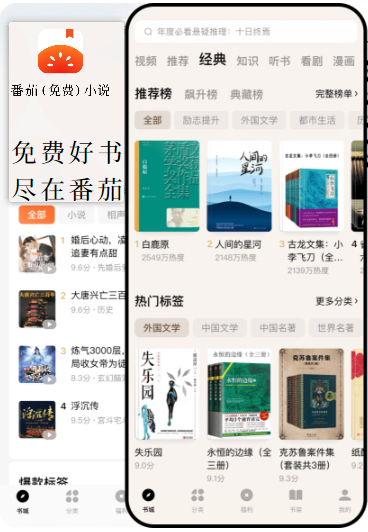 番茄(免费)小说
免费好书
尽在番茄
全部 小说 相声
1 婚后心动，凌
追妻有点甜
9.6分·先婚后
2 大唐兴亡三百
9.6分·历史
3 炼气3000层，
局收女帝为徒
8.3分·玄幻脑
4 浮沉传
9.5分·宫斗宅
爆款标签
书城 分类 福利
年度必看悬疑推理：十日终焉
视频 推荐 经典 知识 听书 看剧 漫画
推荐榜 飙升榜 典藏榜 完整榜单
全部 励志提升 外国文学 都市生活 历
白鹿原
人间的星河
古龙文集：小李飞刀(全四册)
1 白鹿原
2549万热度
2 人间的星河
2148万热度
3 古龙文集：小
李飞刀（全...
2139万热度
热门标签 更多分类
外国文学 中国文学 中国名著 世界名著
失乐园
永恒的边缘(全三册)
克苏鲁案件集
失乐园
9.0分
永恒的边缘（全
三册）
9.1分
克苏鲁案件集
（套装共3册）
9.3分
纸
书城 分类 福利 书架 我的